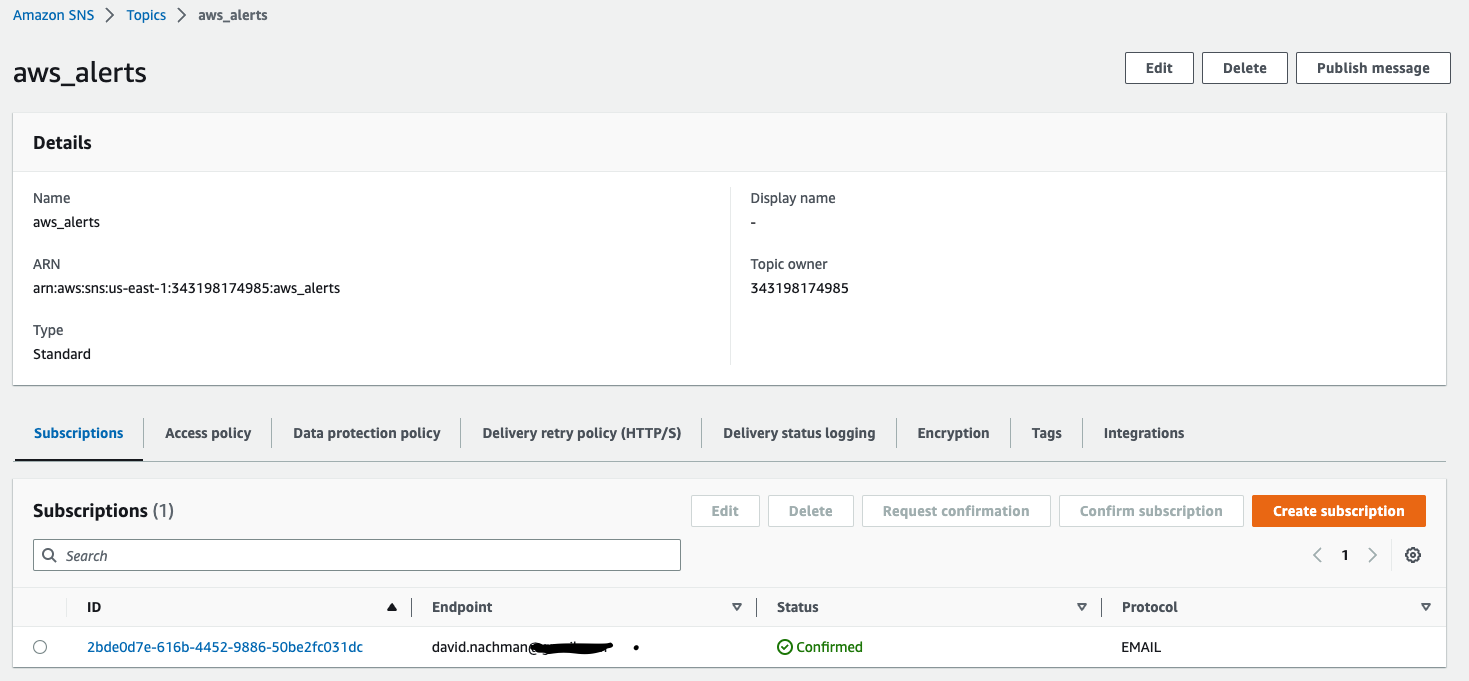 Amazon SNS > Topics > aws_alerts
aws_alerts
Edit Delete Publish message
Details
Name
aws_alerts
Display name
-
ARN
arn:aws:sns:us-east-1:343198174985:aws_alerts
Topic owner
343198174985
Type
Standard
Subscriptions Access policy Data protection policy Delivery retry policy (HTTP/S) Delivery status logging Encryption Tags Integrations
Subscriptions (1)
Edit Delete Request confirmation Confirm subscription Create subscription
Search
1
ID Endpoint Status Protocol
2bde0d7e-616b-4452-9886-50be2fc031dc david.nachman@ Confirmed EMAIL